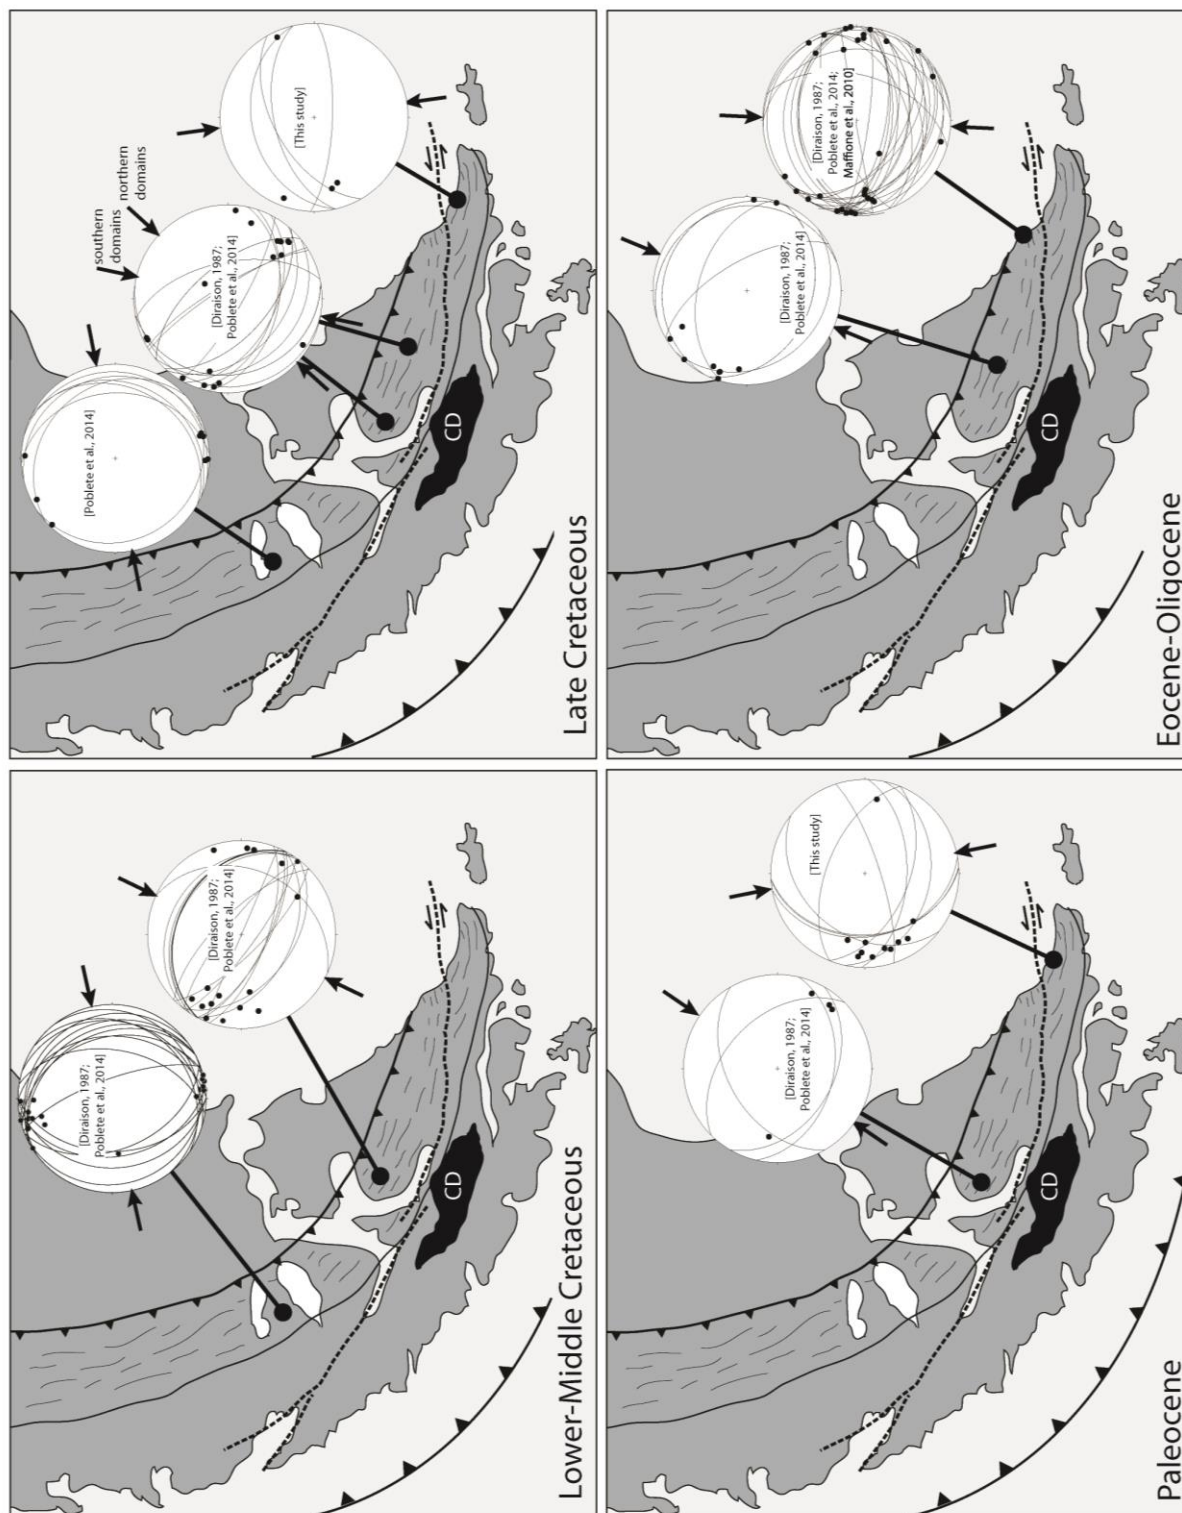 Lower-Middle Cretaceous
[Diraison, 1987;
Poblete et al., 2014]
[Diraison, 1987;
Poblete et al., 2014]
CD
Late Cretaceous
[Poblete et al., 2014]
southern
domains
northern
domains
[Diraison, 1987;
Poblete et al., 2014]
[This study]
CD
Paleocene
[Diraison, 1987;
Poblete et al., 2014]
[This study]
CD
Eocene-Oligocene
[Diraison, 1987;
Poblete et al., 2014]
[Diraison, 1987;
Poblete et al., 2014;
Maffione et al., 2010]
CD